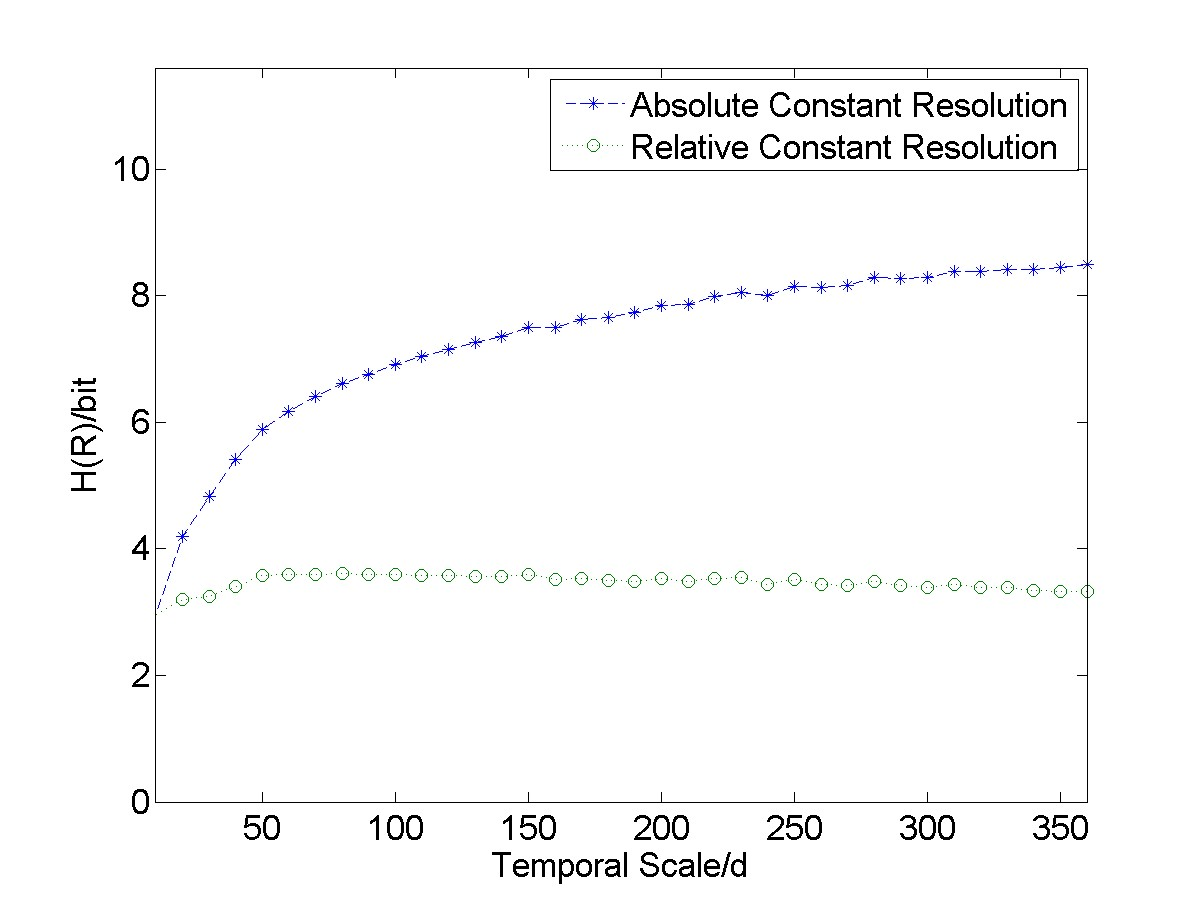 Absolute Constant Resolution
Relative Constant Resolution
10
8
6
4
2
0
H(R)/bit
50 100 150 200 250 300 350
Temporal Scale/d